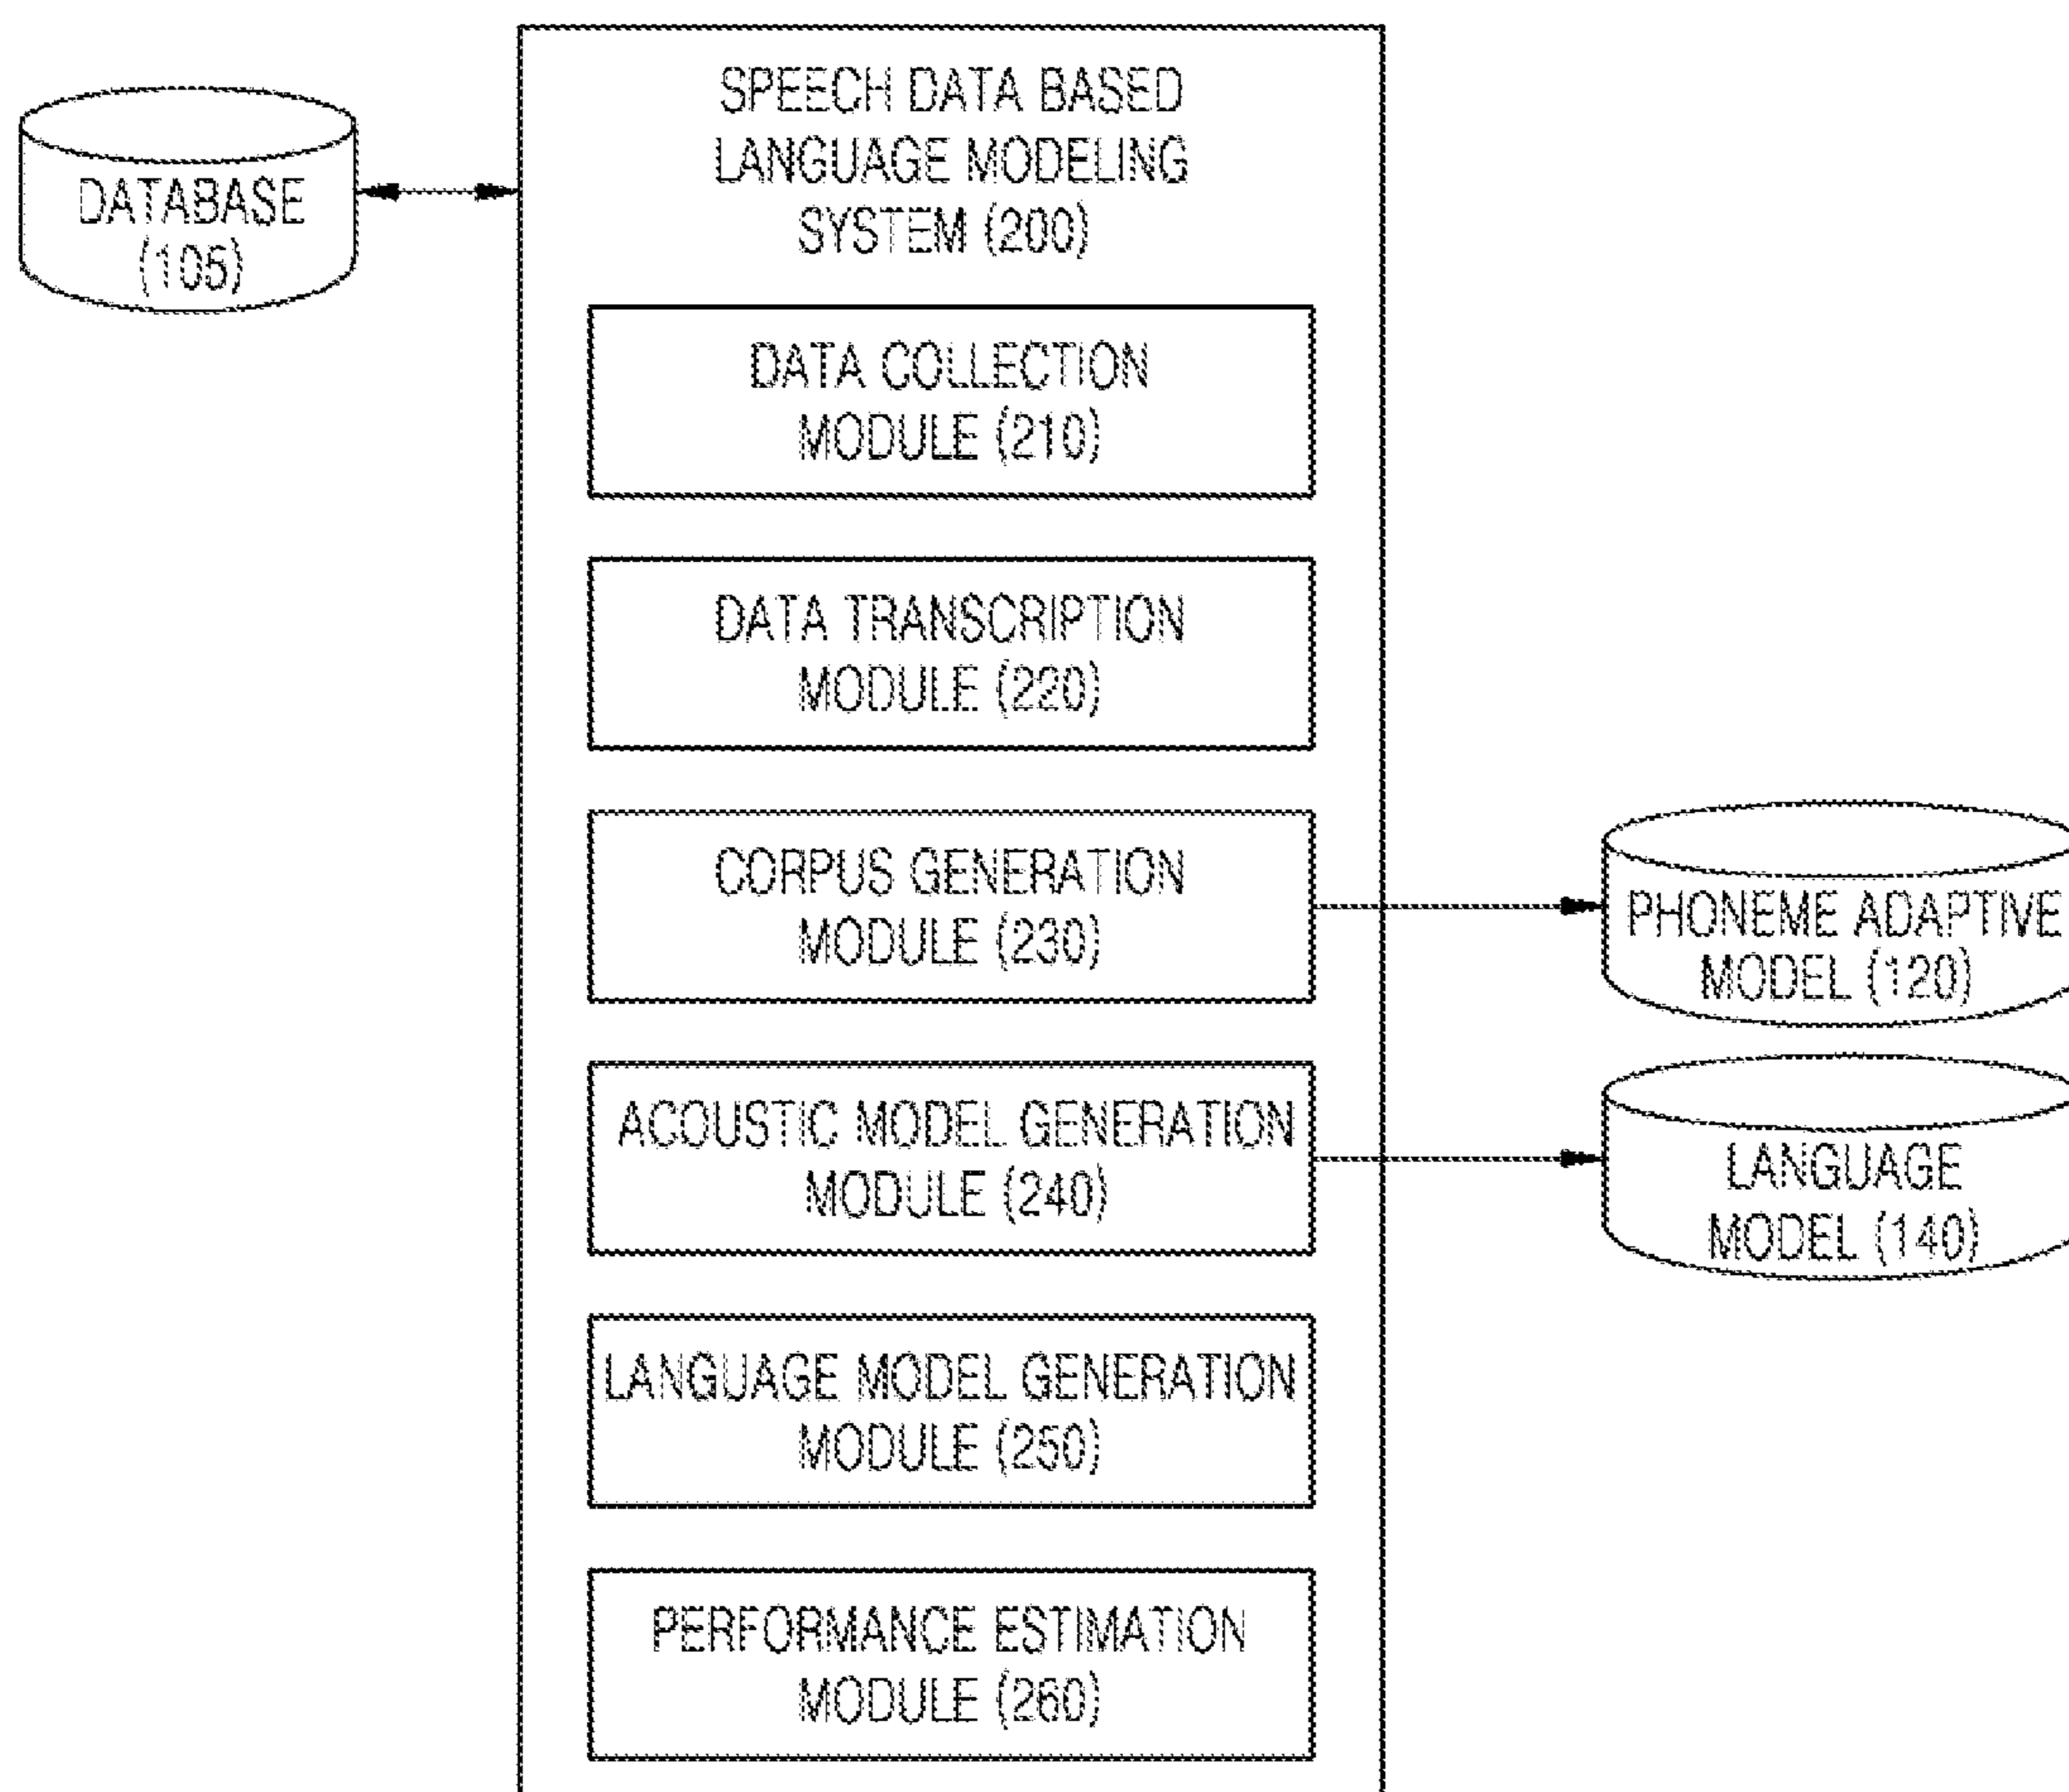 SPEECH DATA BASED
LANGUAGE MODELING
SYSTEM (200)
DATABASE
(105)
DATA COLLECTION
MODULE (210)
DATA TRANSCRIPTION
MODULE (220)
CORPUS GENERATION
MODULE (230)
PHONEME ADAPTIVE
MODEL (120)
ACOUSTIC MODEL GENERATION
MODULE (240)
LANGUAGE
MODEL (140)
LANGUAGE MODEL GENERATION
MODULE (250)
PERFORMANCE ESTIMATION
MODULE (260)